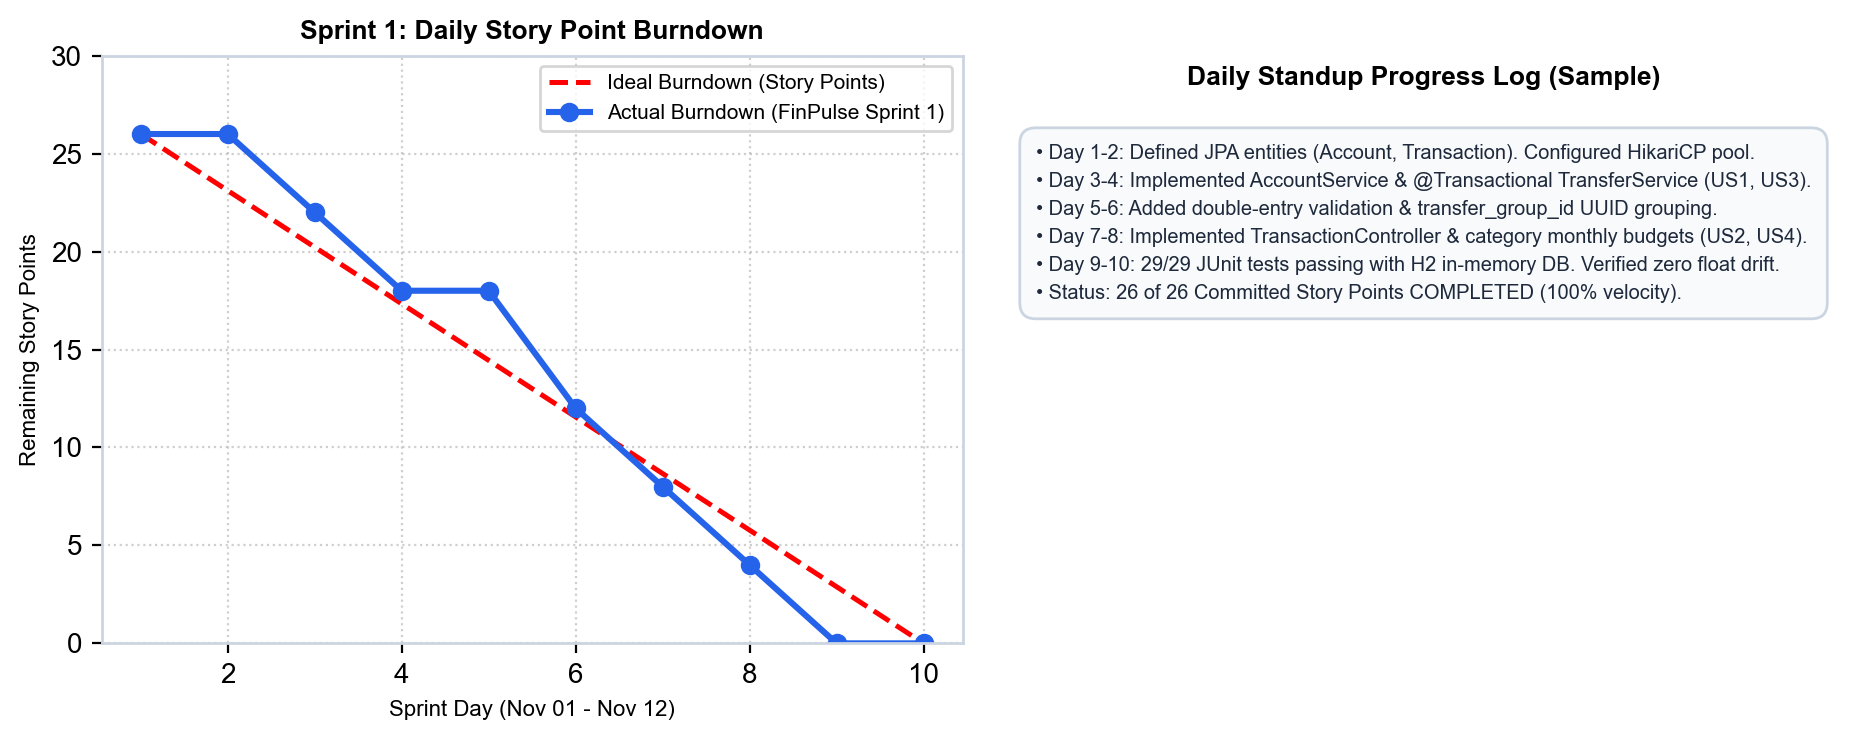 Sprint 1: Daily Story Point Burndown
30
25
20
15
10
5
0
Remaining Story Points
Ideal Burndown (Story Points)
Actual Burndown (FinPulse Sprint 1)
2
4
6
8
10
Sprint Day (Nov 01 - Nov 12)
Daily Standup Progress Log (Sample)
• Day 1-2: Defined JPA entities (Account, Transaction). Configured HikariCP pool.
• Day 3-4: Implemented AccountService & @Transactional TransferService (US1, US3).
• Day 5-6: Added double-entry validation & transfer_group_id UUID grouping.
• Day 7-8: Implemented TransactionController & category monthly budgets (US2, US4).
• Day 9-10: 29/29 JUnit tests passing with H2 in-memory DB. Verified zero float drift.
• Status: 26 of 26 Committed Story Points COMPLETED (100% velocity).